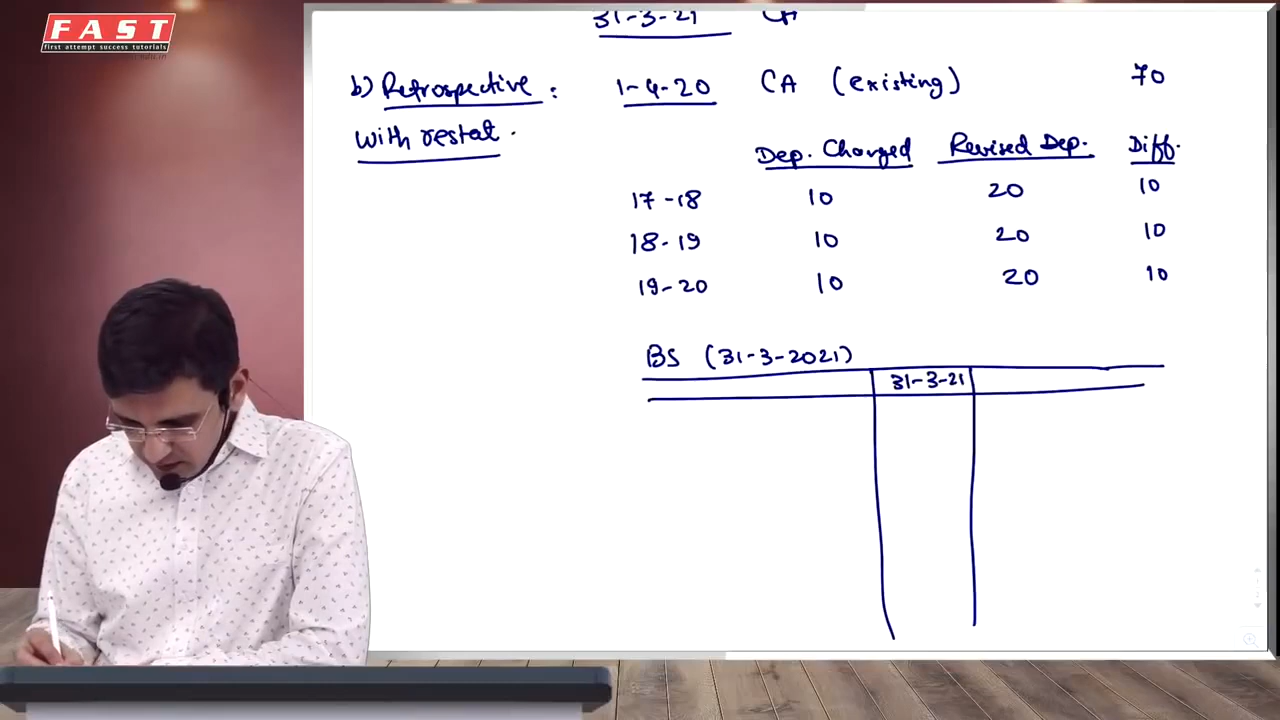 FAST
first attempt success tutorials
31-3-21 CA
b) Retrospective : 1-4-20 CA (existing) 70
with restat.
Dep. Charged Revised Dep. Diff.
17-18 10 20 10
18-19 10 20 10
19-20 10 20 10
BS (31-3-2021)
31-3-21